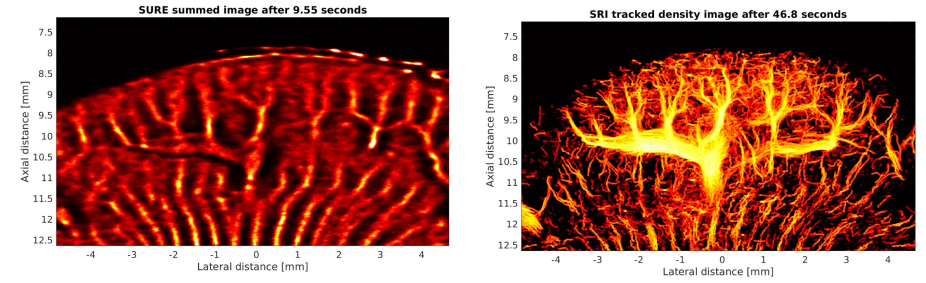 SURE summed image after 9.55 seconds
7.5
8
8.5
9
9.5
10
10.5
11
11.5
12
12.5
Axial distance [mm]
-4 -3 -2 -1 0 1 2 3 4
Lateral distance [mm]
SRI tracked density image after 46.8 seconds
7.5
8
8.5
9
9.5
10
10.5
11
11.5
12
12.5
Axial distance [mm]
-4 -3 -2 -1 0 1 2 3 4
Lateral distance [mm]